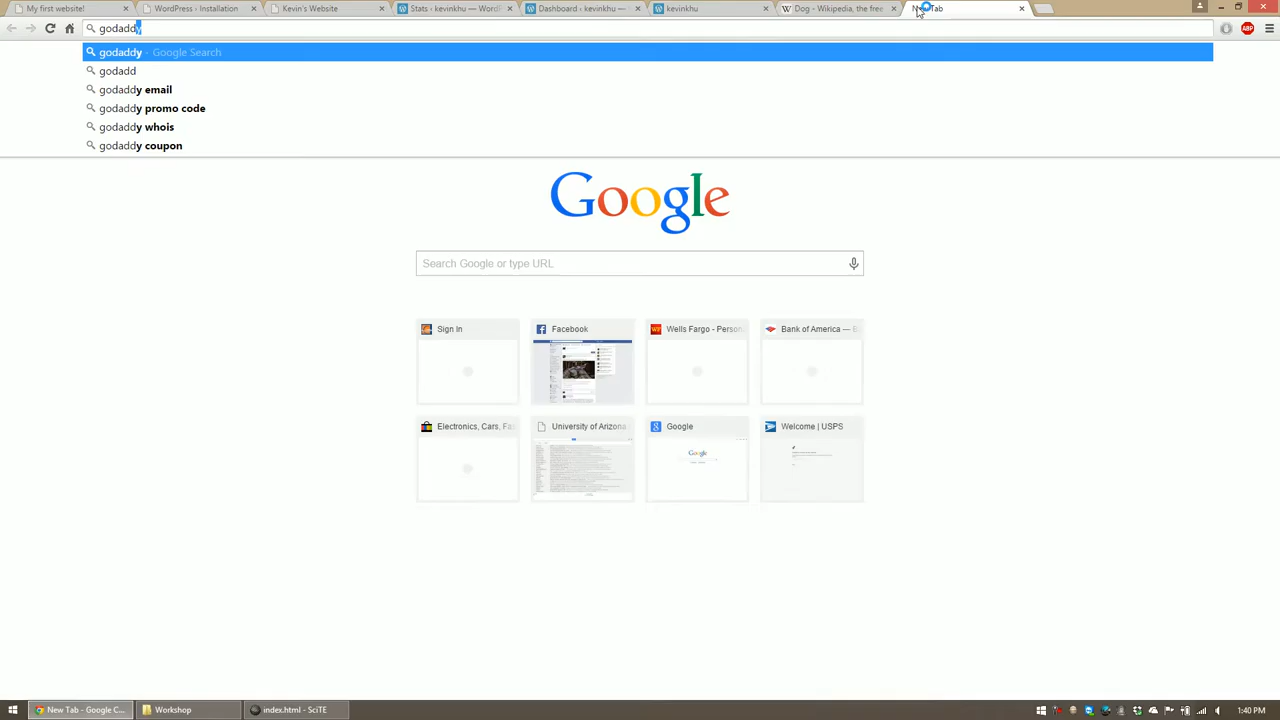 My first website!
WordPress › Installation
Kevin's Website
Stats ‹ kevinkhu — WordP
Dashboard ‹ kevinkhu —
kevinkhu
Dog - Wikipedia, the free
New Tab
godaddy
ABP
godaddy - Google Search
godadd
godaddy email
godaddy promo code
godaddy whois
godaddy coupon
Google
Search Google or type URL
Sign In
Facebook
Wells Fargo - Person
Bank of America — B
Electronics, Cars, Fa
University of Arizona
Google
Welcome | USPS
New Tab - Google C...
Workshop
index.html - SciTE
1:40 PM